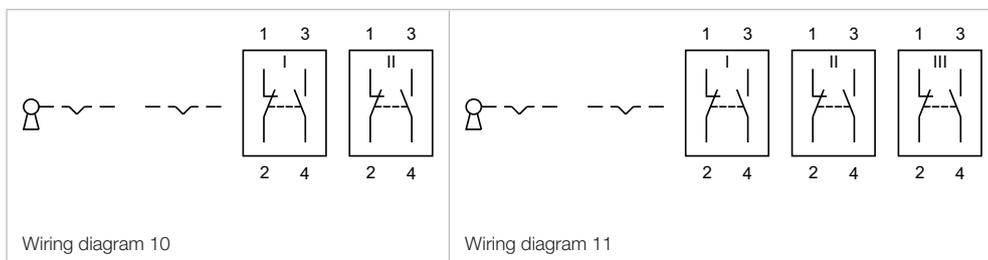 1 3 1 3
I II
2 4 2 4
Wiring diagram 10
1 3 1 3 1 3
I II III
2 4 2 4 2 4
Wiring diagram 11